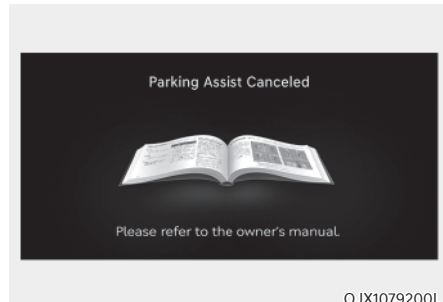 Parking Assist Canceled
Please refer to the owner's manual.
OJX1079200L